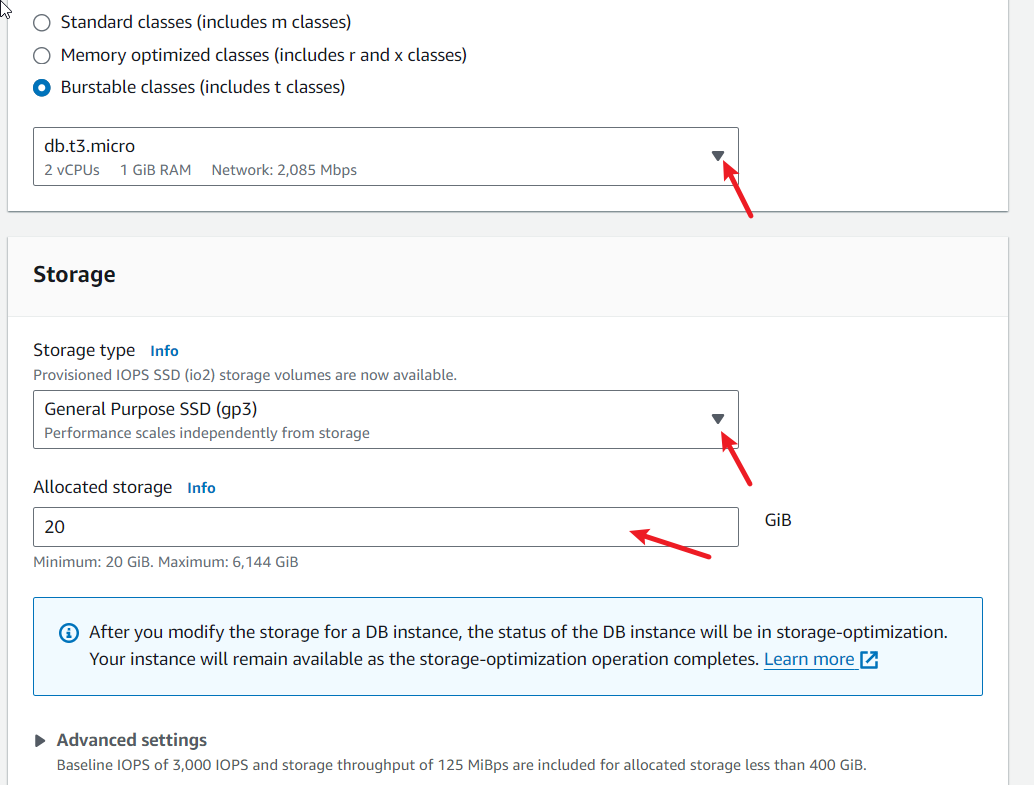 Standard classes (includes m classes)
Memory optimized classes (includes r and x classes)
Burstable classes (includes t classes)
db.t3.micro
2 vCPUs 1 GiB RAM Network: 2,085 Mbps
Storage
Storage type Info
Provisioned IOPS SSD (io2) storage volumes are now available.
General Purpose SSD (gp3)
Performance scales independently from storage
Allocated storage Info
20
GiB
Minimum: 20 GiB. Maximum: 6,144 GiB
After you modify the storage for a DB instance, the status of the DB instance will be in storage-optimization.
Your instance will remain available as the storage-optimization operation completes. Learn more
Advanced settings
Baseline IOPS of 3,000 IOPS and storage throughput of 125 MiBps are included for allocated storage less than 400 GiB.